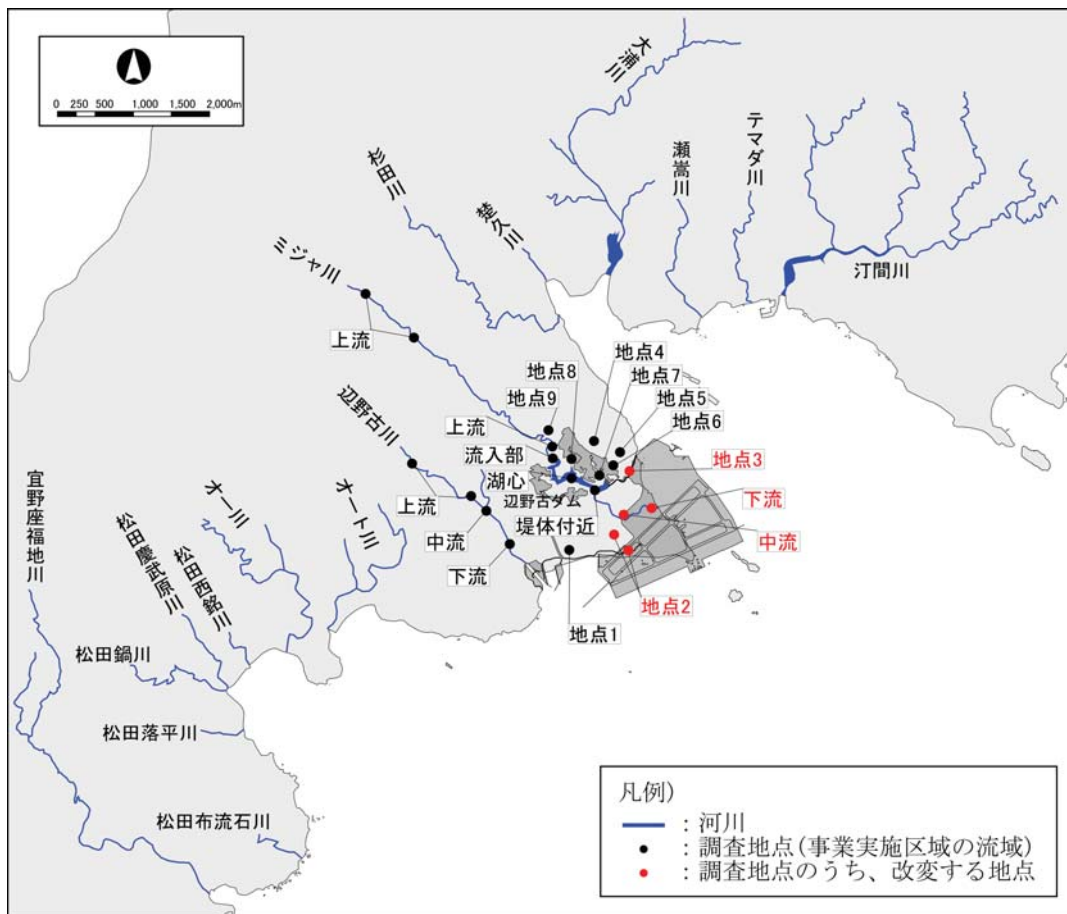 0 250 500 1,000 1,500 2,000m
大浦川
テマダ川
瀬嵩川
杉田川
楚久川
汀間川
ミジャ川
上流
地点4
地点8
地点7
地点9
地点5
辺野古川
上流
地点6
流入部
地点3
宜野座福地川
オー川
オート川
上流
湖心
辺野古ダム
下流
松田慶武原川
中流
堤体付近
中流
松田西銘川
下流
地点2
地点1
松田鍋川
松田落平川
松田布流石川
凡例)
:河川
:調査地点(事業実施区域の流域)
:調査地点のうち、改変する地点